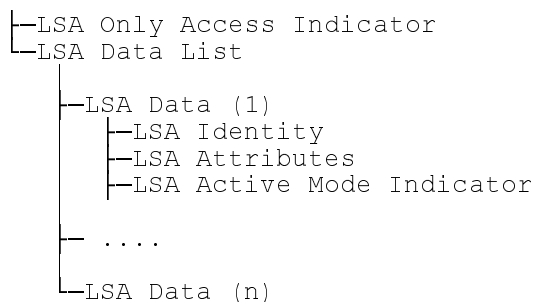 LSA Only Access Indicator
LSA Data List
LSA Data (1)
LSA Identity
LSA Attributes
LSA Active Mode Indicator
....
LSA Data (n)